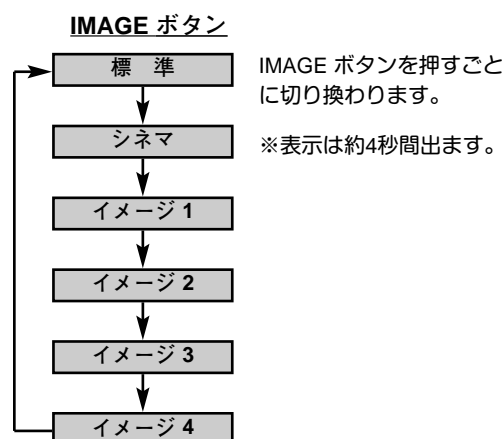 IMAGE ボタン
標　準
シネマ
イメージ 1
イメージ 2
イメージ 3
イメージ 4
IMAGE ボタンを押すごと
に切り換わります。
※表示は約4秒間出ます。